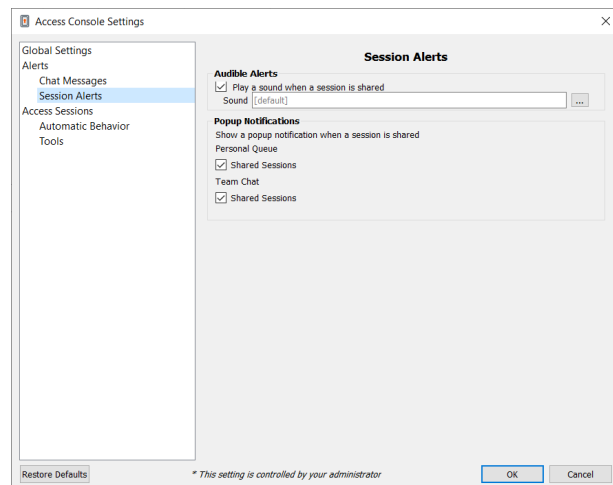 Access Console Settings
Global Settings
Alerts
Chat Messages
Session Alerts
Access Sessions
Automatic Behavior
Tools
Session Alerts
Audible Alerts
Play a sound when a session is shared
Sound [default] ...
Popup Notifications
Show a popup notification when a session is shared
Personal Queue
Shared Sessions
Team Chat
Shared Sessions
Restore Defaults * This setting is controlled by your administrator OK Cancel